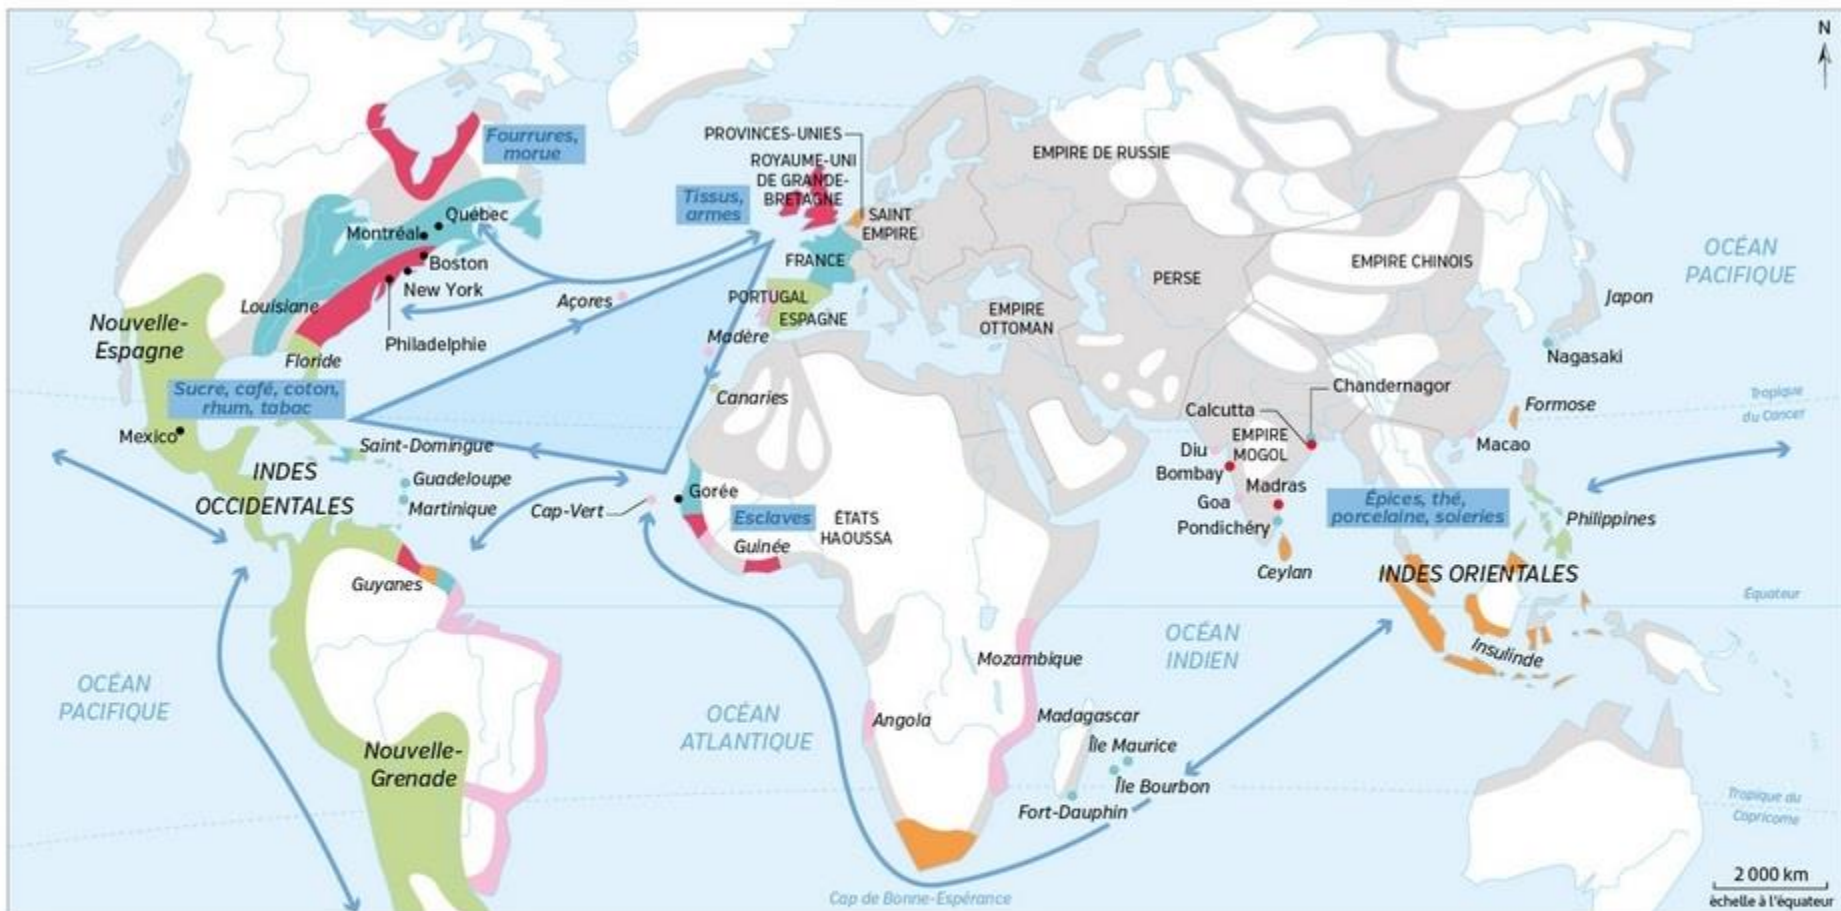 N
Fourrures,
morue
PROVINCES-UNIES
ROYAUME-UNI
DE GRANDE-
BRETAGNE
EMPIRE DE RUSSIE
Tissus,
armes
SAINT
EMPIRE
Québec
Montréal
Boston
New York
FRANCE
EMPIRE CHINOIS
OCÉAN
PACIFIQUE
PERSE
Louisiane
Açores
PORTUGAL
ESPAGNE
EMPIRE
OTTOMAN
Japon
Nouvelle-
Espagne
Philadelphie
Madère
Nagasaki
Floride
Sucre, café, coton,
rhum, tabac
Canaries
Chandernagor
Tropique
du Cancer
Formose
Calcutta
Mexico
Saint-Domingue
EMPIRE
MOGOL
Macao
Diu
Bombay
INDES
OCCIDENTALES
Guadeloupe
Martinique
Cap-Vert
Gorée
Esclaves
ÉTATS
HAOUSSA
Goa
Madras
Pondichéry
Épices, thé,
porcelaine, soieries
Philippines
Guinée
Ceylan
INDES ORIENTALES
Guyanes
Équateur
OCÉAN
INDIEN
Mozambique
Insulinde
OCÉAN
PACIFIQUE
OCÉAN
ATLANTIQUE
Angola
Madagascar
Île Maurice
Île Bourbon
Fort-Dauphin
Nouvelle-
Grenade
Tropique du
Capricorne
Cap de Bonne-Espérance
2 000 km
échelle à l'équateur